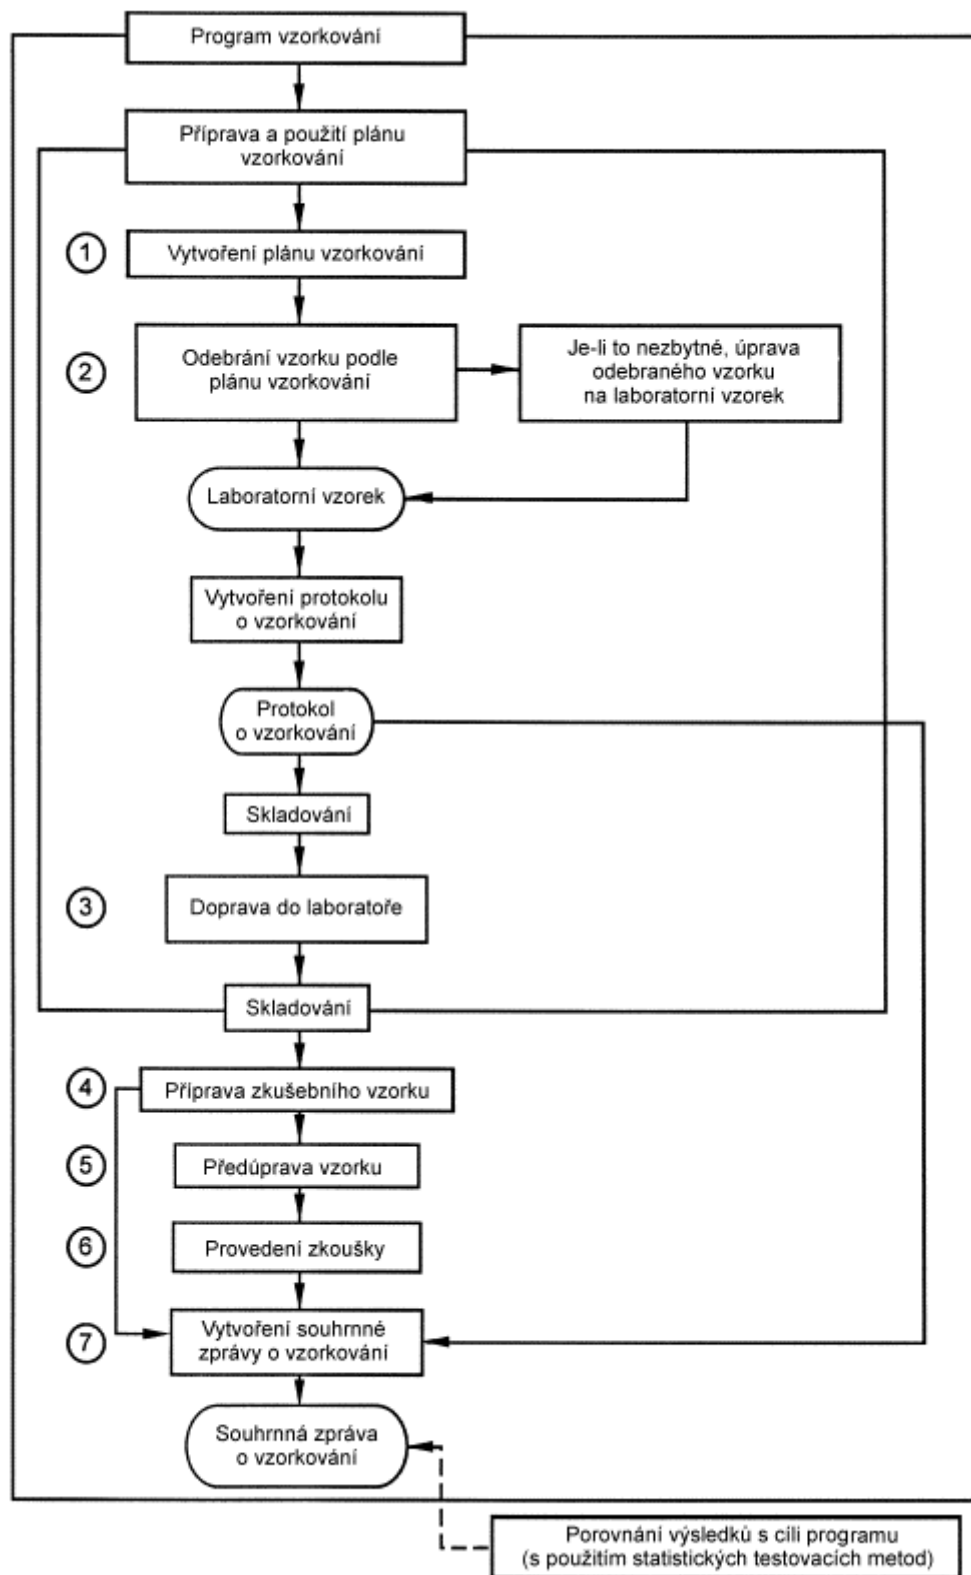 Program vzorkování
Příprava a použití plánu
vzorkování
1
Vytvoření plánu vzorkování
2
Odebrání vzorku podle
plánu vzorkování
Je-li to nezbytné, úprava
odebraného vzorku
na laboratorní vzorek
Laboratorní vzorek
Vytvoření protokolu
o vzorkování
Protokol
o vzorkování
Skladování
3
Doprava do laboratoře
Skladování
4
Příprava zkušebního vzorku
5
Předúprava vzorku
6
Provedení zkoušky
7
Vytvoření souhrnné
zprávy o vzorkování
Souhrnná zpráva
o vzorkování
Porovnání výsledků s cíli programu
(s použitím statistických testovacích metod)